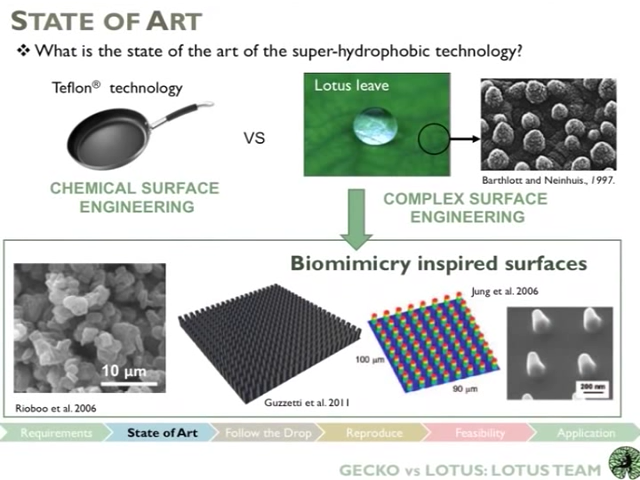 STATE OF ART
❖ What is the state of the art of the super-hydrophobic technology?
Teflon® technology
VS
Lotus leave
Barthlott and Neinhuis., 1997.
CHEMICAL SURFACE
ENGINEERING
COMPLEX SURFACE
ENGINEERING
Biomimicry inspired surfaces
10 µm
Rioboo et al. 2006
Guzzetti et al. 2011
Jung et al. 2006
100 µm
90 µm
200 nm
Requirements
State of Art
Follow the Drop
Reproduce
Feasibility
Application
GECKO vs LOTUS: LOTUS TEAM